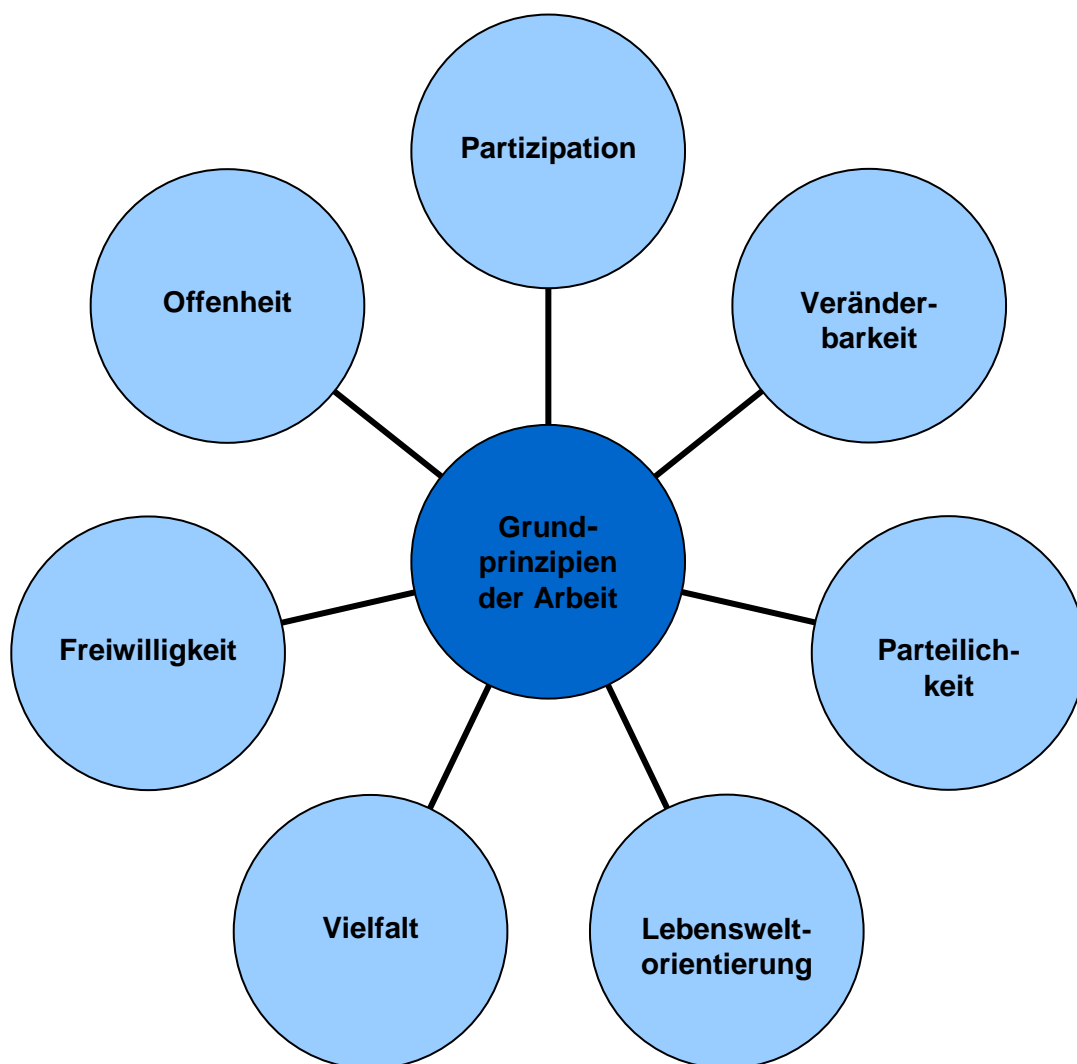 Partizipation
Offenheit
Veränder-
barkeit
Grund-
prinzipien
der Arbeit
Freiwilligkeit
Parteilich-
keit
Vielfalt
Lebenswelt-
orientierung